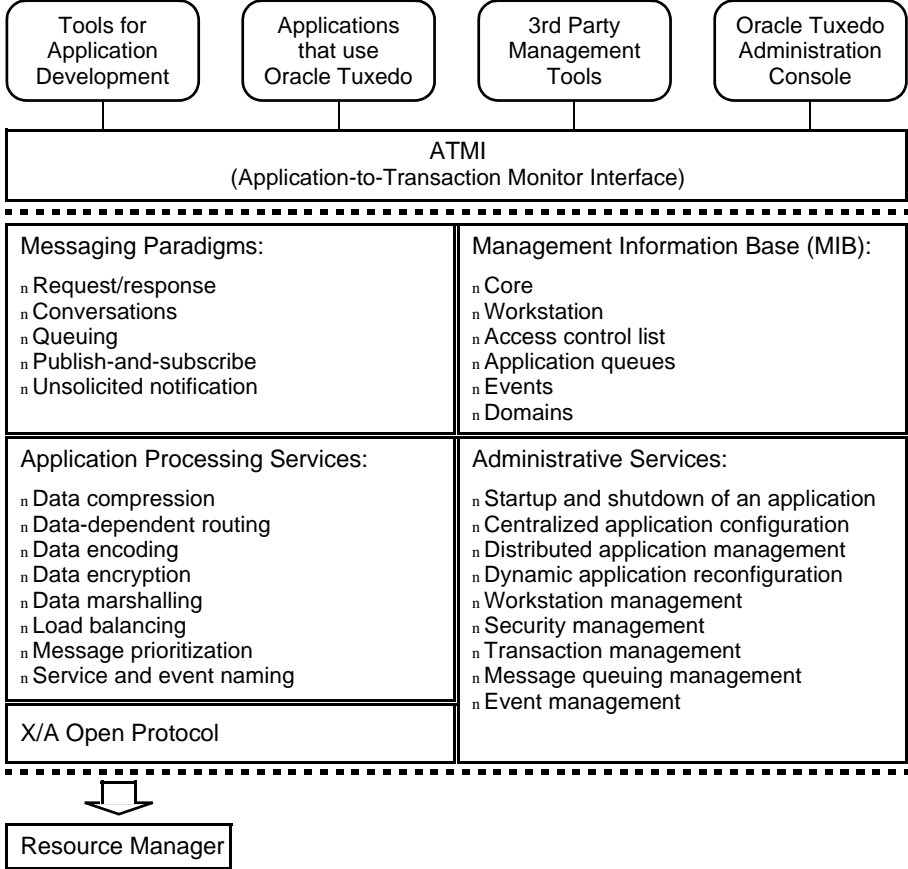 Tools for
Application
Development
Applications
that use
Oracle Tuxedo
3rd Party
Management
Tools
Oracle Tuxedo
Administration
Console
ATMI
(Application-to-Transaction Monitor Interface)
Messaging Paradigms:
n Request/response
n Conversations
n Queuing
n Publish-and-subscribe
n Unsolicited notification
Management Information Base (MIB):
n Core
n Workstation
n Access control list
n Application queues
n Events
n Domains
Application Processing Services:
n Data compression
n Data-dependent routing
n Data encoding
n Data encryption
n Data marshalling
n Load balancing
n Message prioritization
n Service and event naming
Administrative Services:
n Startup and shutdown of an application
n Centralized application configuration
n Distributed application management
n Dynamic application reconfiguration
n Workstation management
n Security management
n Transaction management
n Message queuing management
n Event management
X/A Open Protocol
Resource Manager